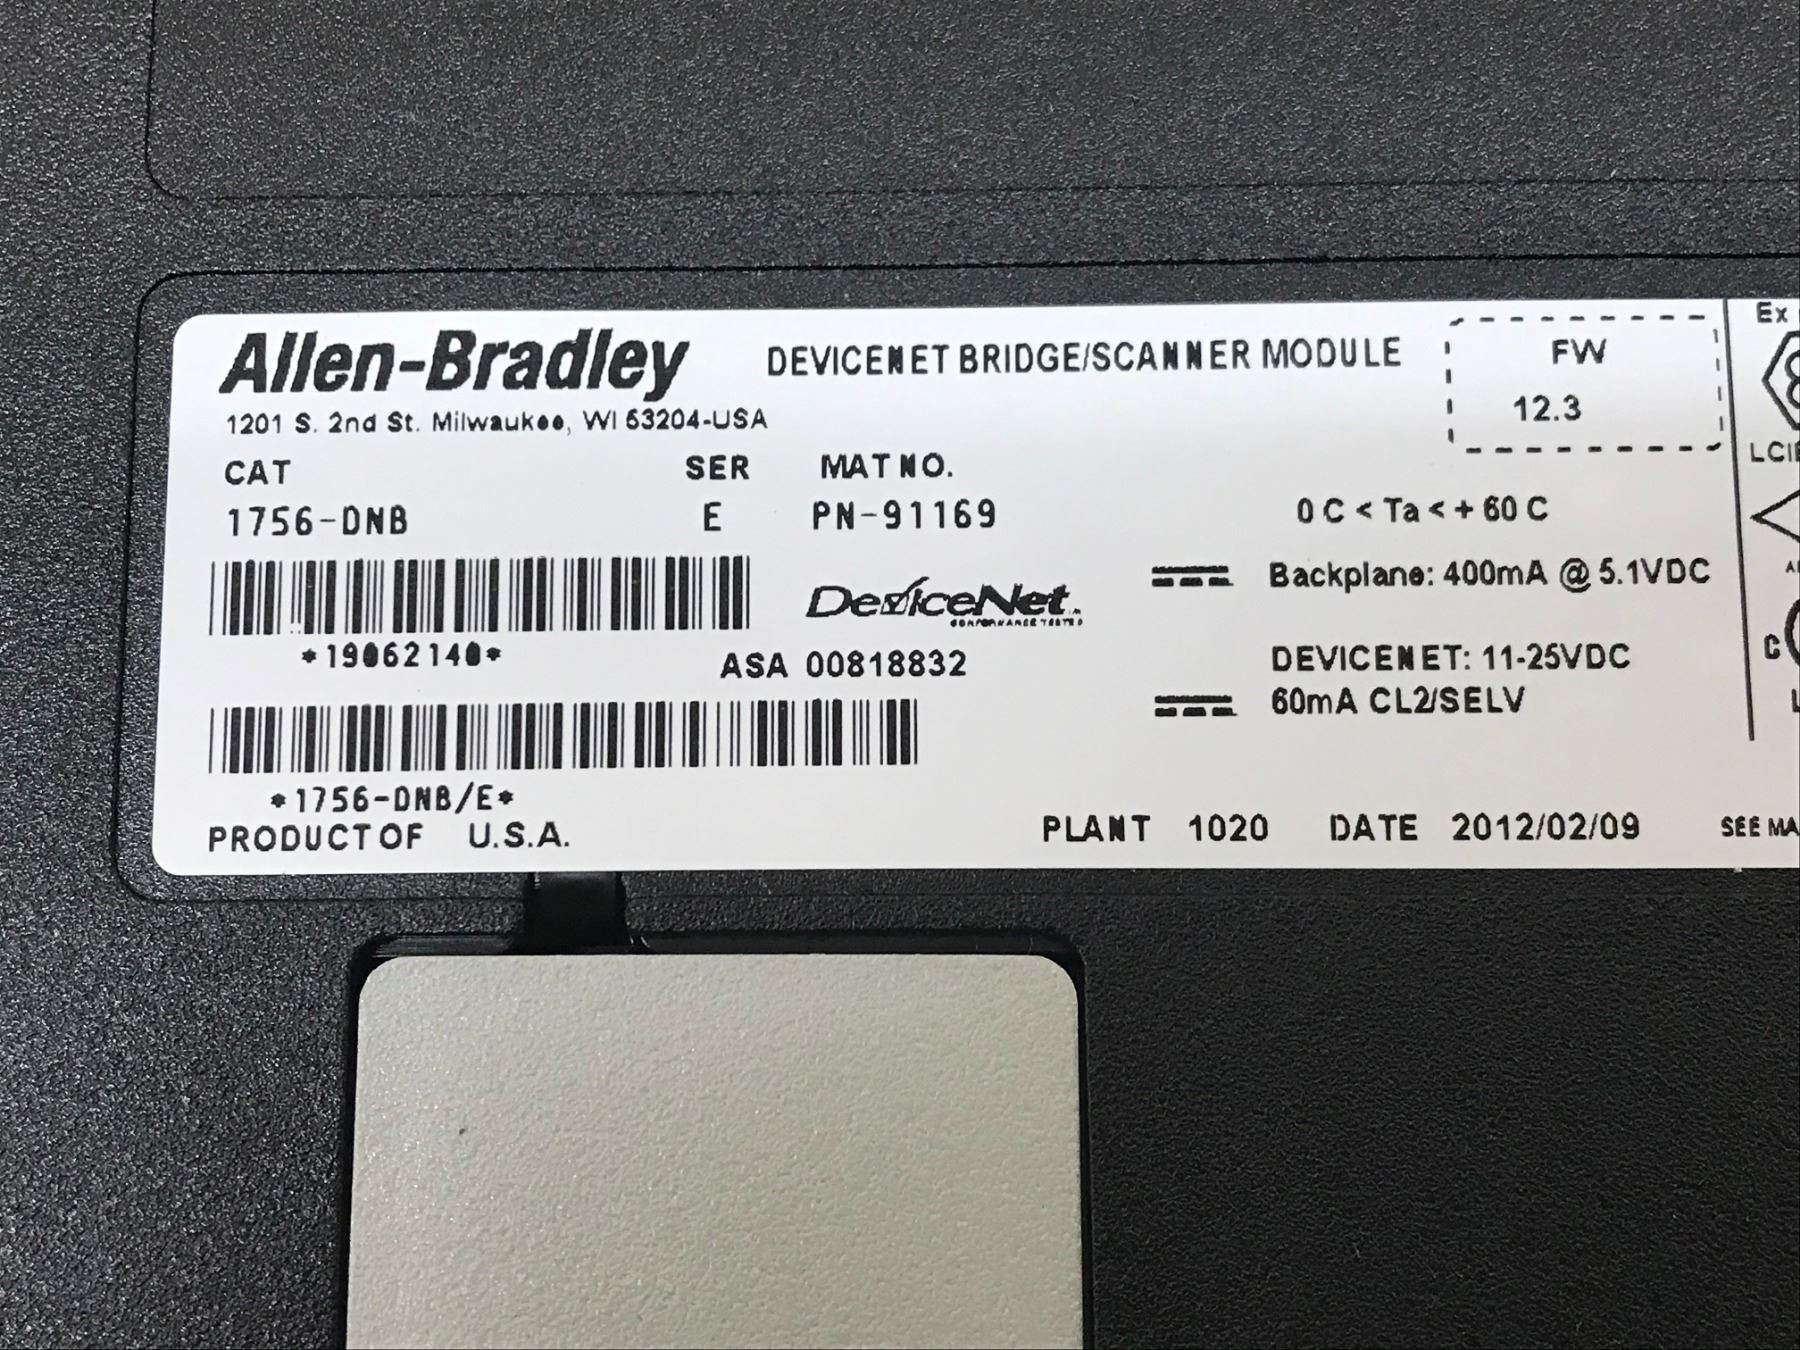 Allen-Bradley
DEVICENET BRIDGE/SCANNER MODULE
FW
12.3
Ex
1201 S. 2nd St. Milwaukee, WI 53204-USA
CAT SER MAT NO.
1756-DNB E PN-91169
0 C < Ta < + 60 C
Backplane: 400mA @ 5.1VDC
DeviceNet
CONFORMANCE TESTED
*19062140*
ASA 00818832
DEVICENET: 11-25VDC
60mA CL2/SELV
*1756-DNB/E*
PRODUCT OF U.S.A.
PLANT 1020 DATE 2012/02/09
SEE